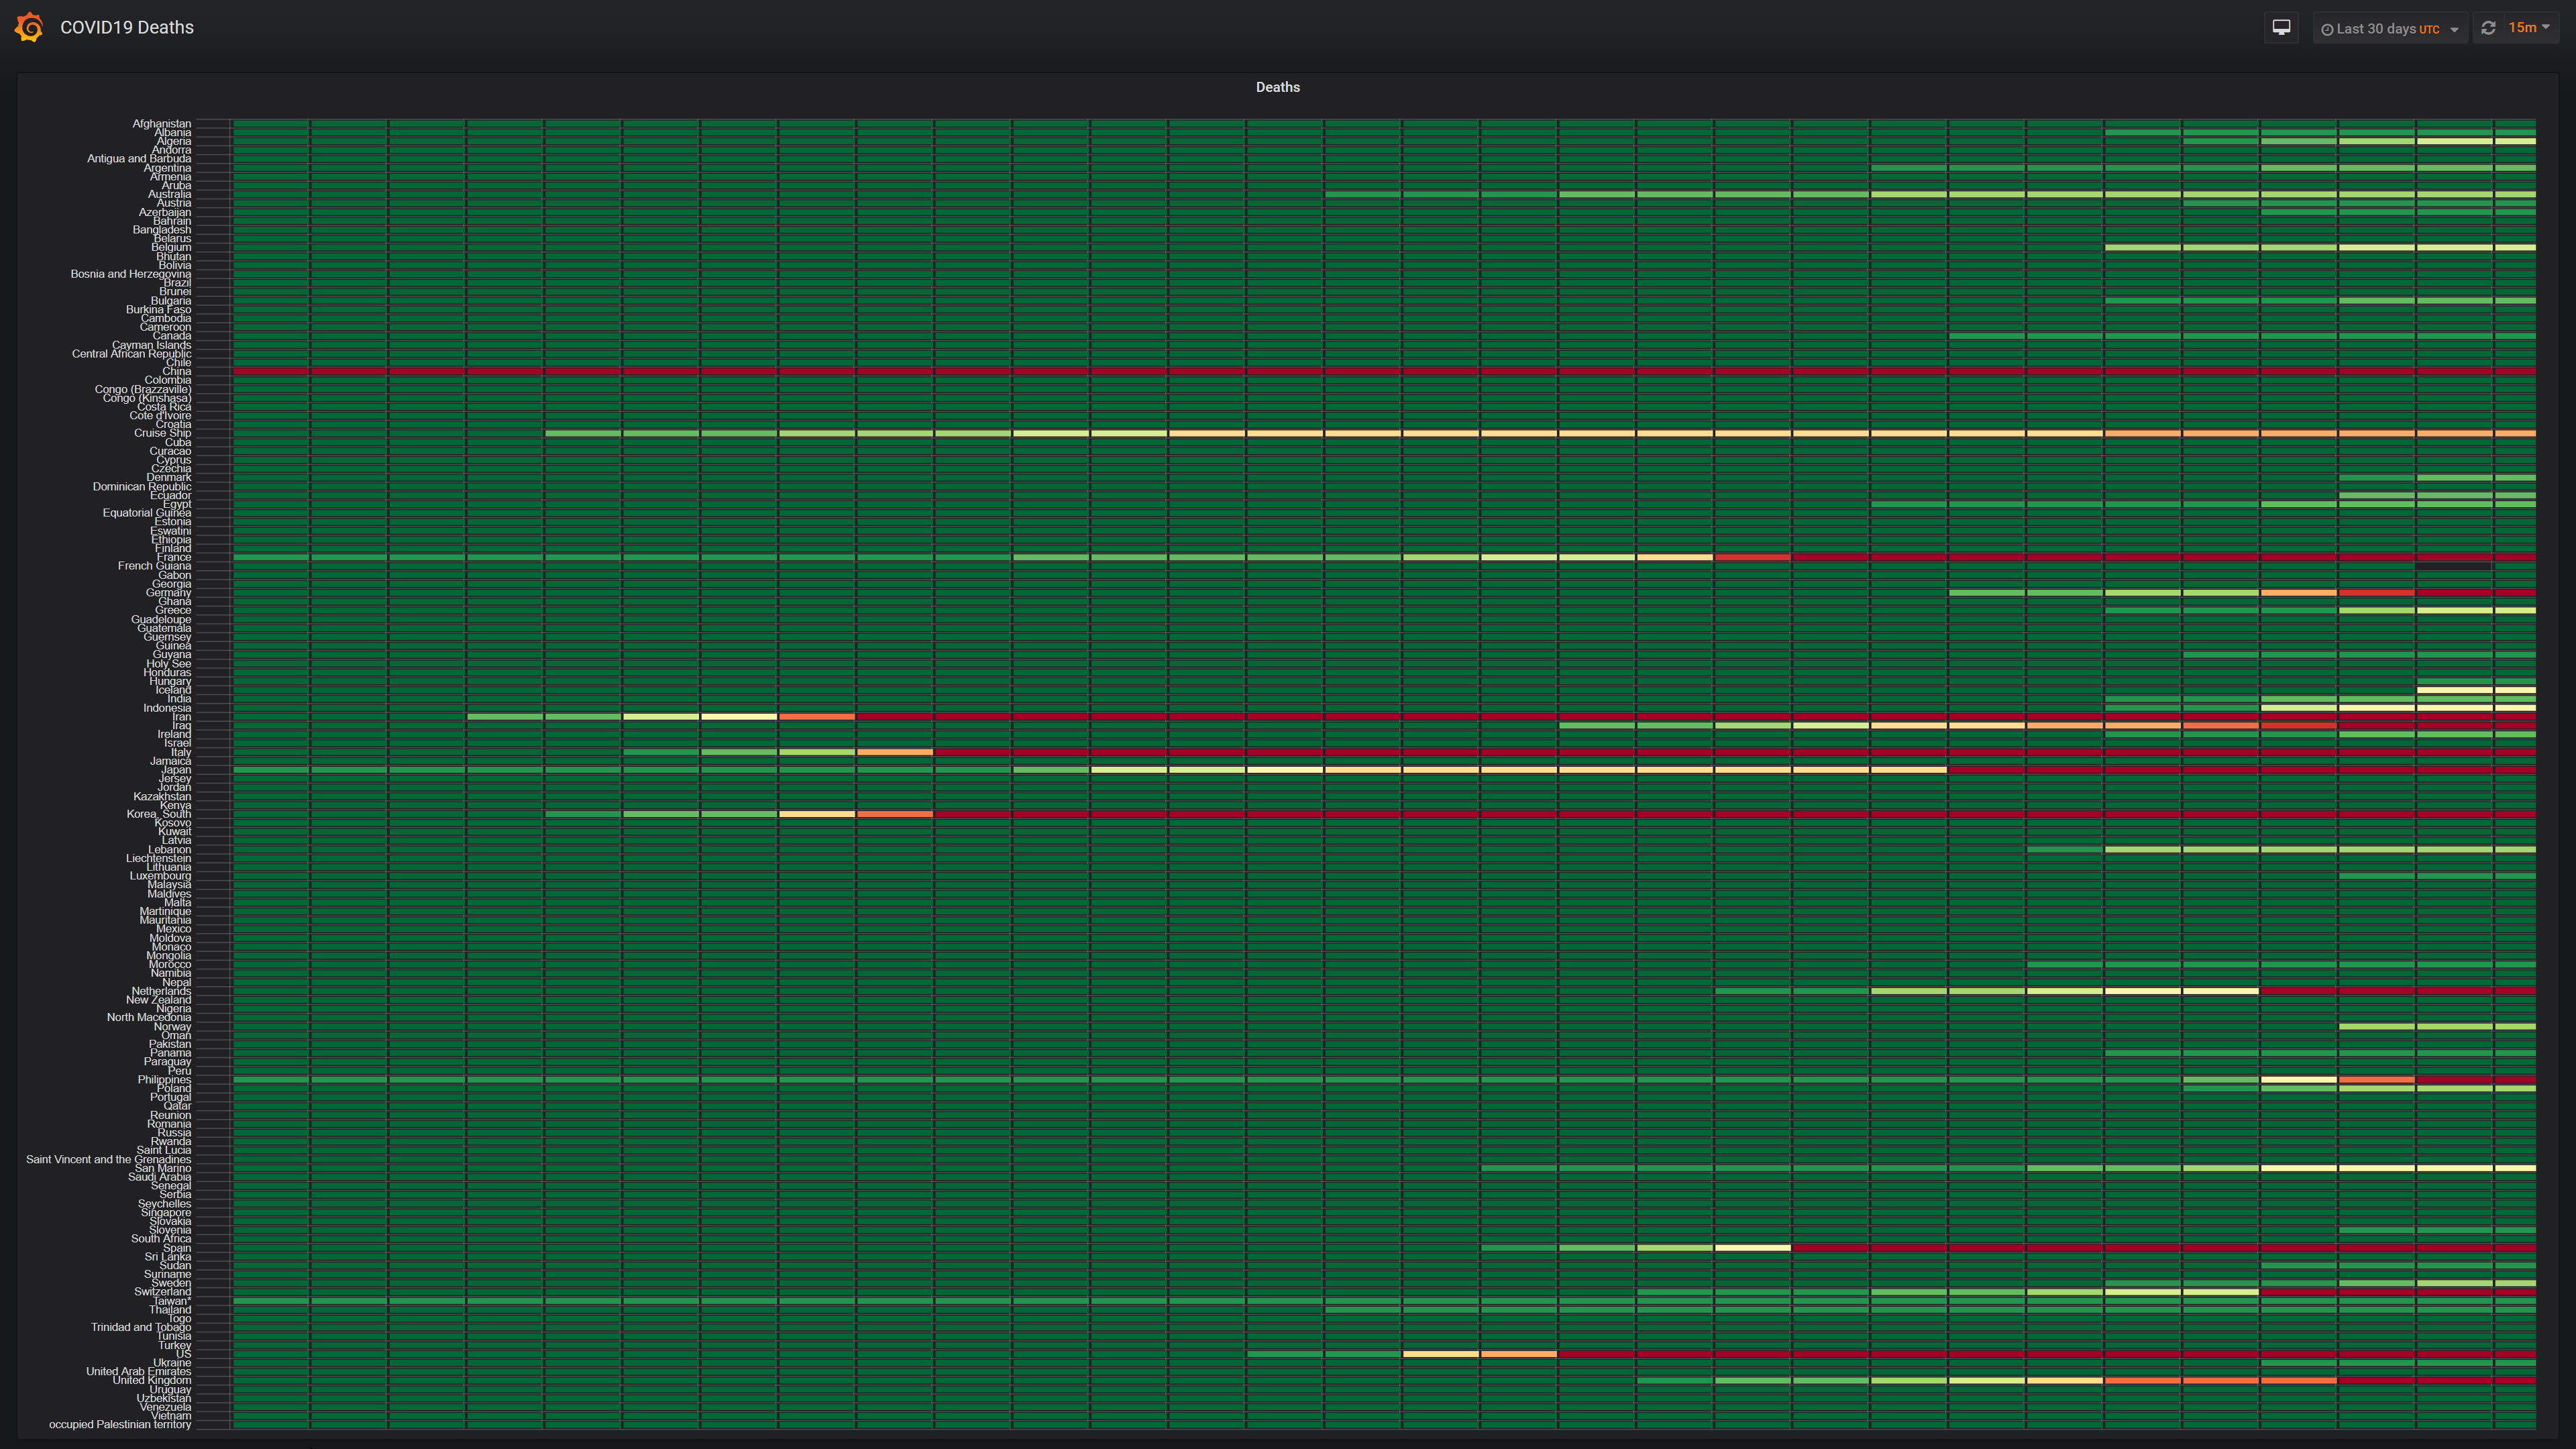 COVID19 Deaths
Last 30 days UTC
15m
Deaths
Afghanistan
Albania
Algeria
Andorra
Antigua and Barbuda
Argentina
Armenia
Aruba
Australia
Austria
Azerbaijan
Bahrain
Bangladesh
Belarus
Belgium
Bhutan
Bolivia
Bosnia and Herzegovina
Brazil
Brunei
Bulgaria
Burkina Faso
Cambodia
Cameroon
Canada
Cayman Islands
Central African Republic
Chile
China
Colombia
Congo (Brazzaville)
Congo (Kinshasa)
Costa Rica
Cote d'Ivoire
Croatia
Cruise Ship
Cuba
Curacao
Cyprus
Czechia
Denmark
Dominican Republic
Ecuador
Egypt
Equatorial Guinea
Estonia
Eswatini
Ethiopia
Finland
France
French Guiana
Gabon
Georgia
Germany
Ghana
Greece
Guadeloupe
Guatemala
Guernsey
Guinea
Guyana
Holy See
Honduras
Hungary
Iceland
India
Indonesia
Iran
Iraq
Ireland
Israel
Italy
Jamaica
Japan
Jersey
Jordan
Kazakhstan
Kenya
Korea, South
Kosovo
Kuwait
Latvia
Lebanon
Liechtenstein
Lithuania
Luxembourg
Malaysia
Maldives
Malta
Martinique
Mauritania
Mexico
Moldova
Monaco
Mongolia
Morocco
Namibia
Nepal
Netherlands
New Zealand
Nigeria
North Macedonia
Norway
Oman
Pakistan
Panama
Paraguay
Peru
Philippines
Poland
Portugal
Qatar
Reunion
Romania
Russia
Rwanda
Saint Lucia
Saint Vincent and the Grenadines
San Marino
Saudi Arabia
Senegal
Serbia
Seychelles
Singapore
Slovakia
Slovenia
South Africa
Spain
Sri Lanka
Sudan
Suriname
Sweden
Switzerland
Taiwan*
Thailand
Togo
Trinidad and Tobago
Tunisia
Turkey
US
Ukraine
United Arab Emirates
United Kingdom
Uruguay
Uzbekistan
Venezuela
Vietnam
occupied Palestinian territory